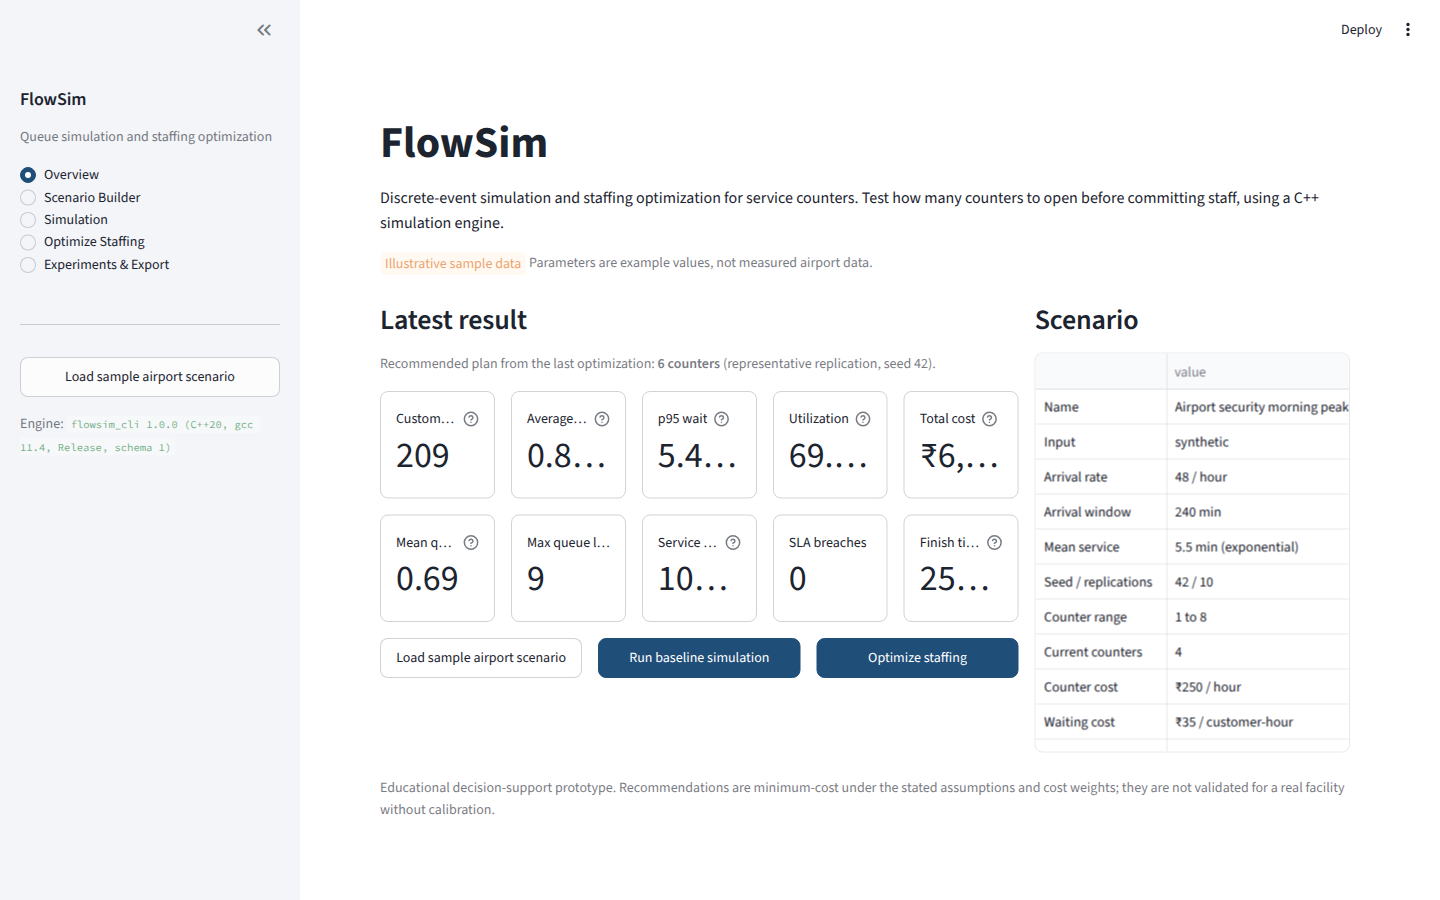 Deploy
FlowSim
Queue simulation and staffing optimization
Overview
Scenario Builder
Simulation
Optimize Staffing
Experiments & Export
Load sample airport scenario
Engine: flowsim_cli 1.0.0 (C++20, gcc
11.4, Release, schema 1)
FlowSim
Discrete-event simulation and staffing optimization for service counters. Test how many counters to open before committing staff, using a C++
simulation engine.
Illustrative sample data Parameters are example values, not measured airport data.
Latest result
Recommended plan from the last optimization: 6 counters (representative replication, seed 42).
Custom… Average… p95 wait Utilization Total cost
209 0.8… 5.4… 69.… ₹6,…
Mean q… Max queue l… Service … SLA breaches Finish ti…
0.69 9 10… 0 25…
Load sample airport scenario Run baseline simulation Optimize staffing
Scenario
value
Name Airport security morning peak
Input synthetic
Arrival rate 48 / hour
Arrival window 240 min
Mean service 5.5 min (exponential)
Seed / replications 42 / 10
Counter range 1 to 8
Current counters 4
Counter cost ₹250 / hour
Waiting cost ₹35 / customer-hour
Educational decision-support prototype. Recommendations are minimum-cost under the stated assumptions and cost weights; they are not validated for a real facility
without calibration.